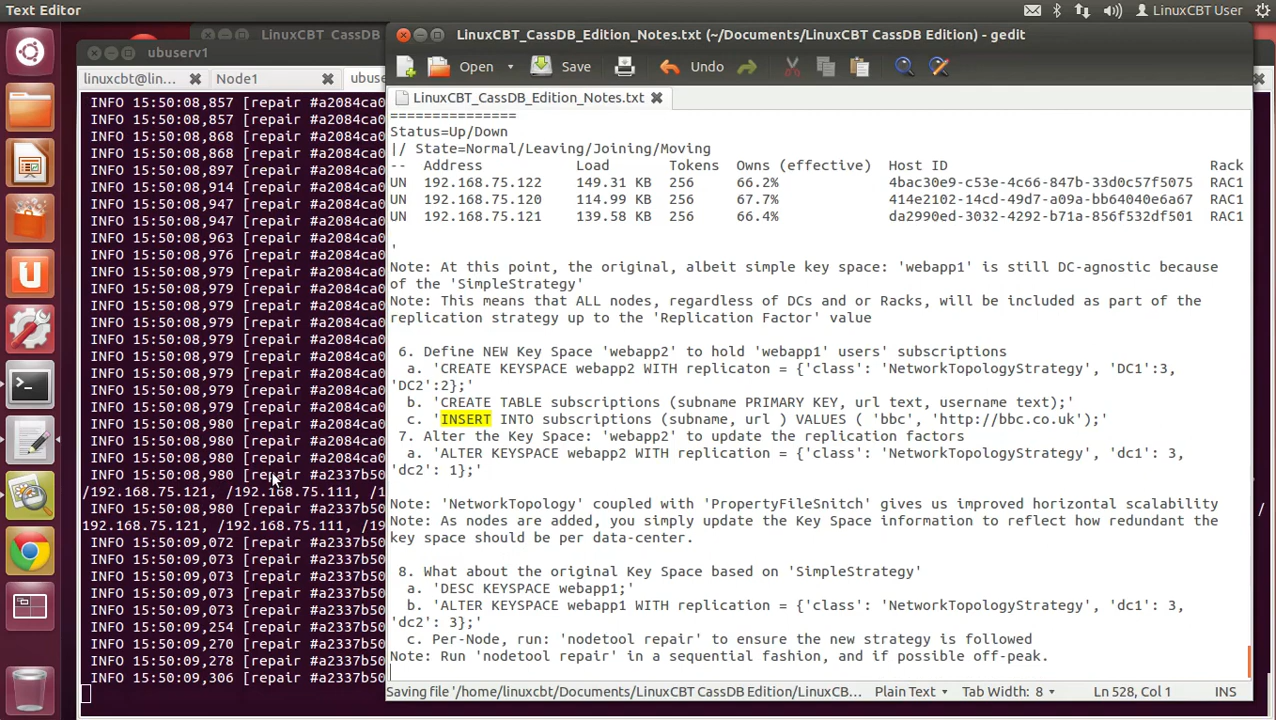 Text Editor
LinuxCBT User
LinuxCBT CassDB
ubuserv1
linuxcbt@lin...
Node1
ubuse
INFO 15:50:08,857 [repair #a2084ca0
INFO 15:50:08,857 [repair #a2084ca0
INFO 15:50:08,868 [repair #a2084ca0
INFO 15:50:08,868 [repair #a2084ca0
INFO 15:50:08,897 [repair #a2084ca0
INFO 15:50:08,914 [repair #a2084ca0
INFO 15:50:08,947 [repair #a2084ca0
INFO 15:50:08,947 [repair #a2084ca0
INFO 15:50:08,963 [repair #a2084ca0
INFO 15:50:08,976 [repair #a2084ca0
INFO 15:50:08,979 [repair #a2084ca0
INFO 15:50:08,979 [repair #a2084ca0
INFO 15:50:08,979 [repair #a2084ca0
INFO 15:50:08,979 [repair #a2084ca0
INFO 15:50:08,979 [repair #a2084ca0
INFO 15:50:08,979 [repair #a2084ca0
INFO 15:50:08,979 [repair #a2084ca0
INFO 15:50:08,979 [repair #a2084ca0
INFO 15:50:08,979 [repair #a2084ca0
INFO 15:50:08,980 [repair #a2084ca0
INFO 15:50:08,980 [repair #a2084ca0
INFO 15:50:08,980 [repair #a2084ca0
INFO 15:50:08,980 [repair #a2337b50
/192.168.75.121, /192.168.75.111, /1
INFO 15:50:08,980 [repair #a2337b50
192.168.75.121, /192.168.75.111, /19
INFO 15:50:09,072 [repair #a2337b50
INFO 15:50:09,073 [repair #a2337b50
INFO 15:50:09,073 [repair #a2337b50
INFO 15:50:09,073 [repair #a2337b50
INFO 15:50:09,073 [repair #a2337b50
INFO 15:50:09,254 [repair #a2337b50
INFO 15:50:09,270 [repair #a2337b50
INFO 15:50:09,278 [repair #a2337b50
INFO 15:50:09,306 [repair #a2337b50
LinuxCBT_CassDB_Edition_Notes.txt (~/Documents/LinuxCBT CassDB Edition) - gedit
Open Save Undo
LinuxCBT_CassDB_Edition_Notes.txt
===============
Status=Up/Down
|/ State=Normal/Leaving/Joining/Moving
-- Address Load Tokens Owns (effective) Host ID Rack
UN 192.168.75.122 149.31 KB 256 66.2% 4bac30e9-c53e-4c66-847b-33d0c57f5075 RAC1
UN 192.168.75.120 114.99 KB 256 67.7% 414e2102-14cd-49d7-a09a-bb64040e6a67 RAC1
UN 192.168.75.121 139.58 KB 256 66.4% da2990ed-3032-4292-b71a-856f532df501 RAC1
'
Note: At this point, the original, albeit simple key space: 'webapp1' is still DC-agnostic because
of the 'SimpleStrategy'
Note: This means that ALL nodes, regardless of DCs and or Racks, will be included as part of the
replication strategy up to the 'Replication Factor' value
6. Define NEW Key Space 'webapp2' to hold 'webapp1' users' subscriptions
a. 'CREATE KEYSPACE webapp2 WITH replicaton = {'class': 'NetworkTopologyStrategy', 'DC1':3,
'DC2':2};'
b. 'CREATE TABLE subscriptions (subname PRIMARY KEY, url text, username text);'
c. 'INSERT INTO subscriptions (subname, url ) VALUES ( 'bbc', 'http://bbc.co.uk');'
7. Alter the Key Space: 'webapp2' to update the replication factors
a. 'ALTER KEYSPACE webapp2 WITH replication = {'class': 'NetworkTopologyStrategy', 'dc1': 3,
'dc2': 1};'
Note: 'NetworkTopology' coupled with 'PropertyFileSnitch' gives us improved horizontal scalability
Note: As nodes are added, you simply update the Key Space information to reflect how redundant the
key space should be per data-center.
8. What about the original Key Space based on 'SimpleStrategy'
a. 'DESC KEYSPACE webapp1;'
b. 'ALTER KEYSPACE webapp1 WITH replication = {'class': 'NetworkTopologyStrategy', 'dc1': 3,
'dc2': 3};'
c. Per-Node, run: 'nodetool repair' to ensure the new strategy is followed
Note: Run 'nodetool repair' in a sequential fashion, and if possible off-peak.
Saving file '/home/linuxcbt/Documents/LinuxCBT CassDB Edition/LinuxCB... Plain Text Tab Width: 8 Ln 528, Col 1 INS